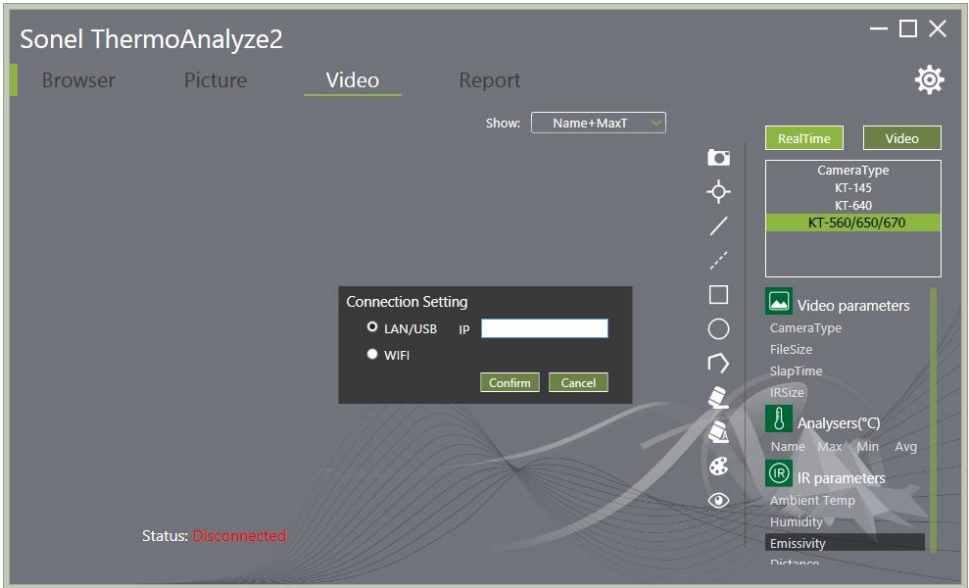 Sonel ThermoAnalyze2
Browser Picture Video Report
Show: Name+MaxT
RealTime Video
CameraType
KT-145
KT-640
KT-560/650/670
Connection Setting
LAN/USB IP
WIFI
Confirm Cancel
Video parameters
CameraType
FileSize
SlapTime
IRSize
Analysers(°C)
Name Max Min Avg
IR IR parameters
Ambient Temp
Humidity
Emissivity
Distance
A
Status: Disconnected